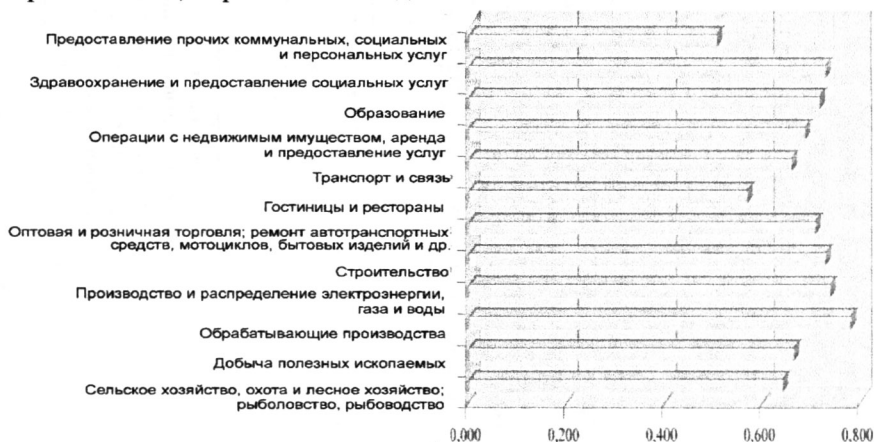 Предоставление прочих коммунальных, социальных
и персональных услуг
Здравоохранение и предоставление социальных услуг
Образование
Операции с недвижимым имуществом, аренда
и предоставление услуг
Транспорт и связь
Гостиницы и рестораны
Оптовая и розничная торговля; ремонт автотранспортных
средств, мотоциклов, бытовых изделий и др.
Строительство
Производство и распределение электроэнергии,
газа и воды
Обрабатывающие производства
Добыча полезных ископаемых
Сельское хозяйство, охота и лесное хозяйство;
рыболовство, рыбоводство
0,000 0,200 0,400 0,600 0,800